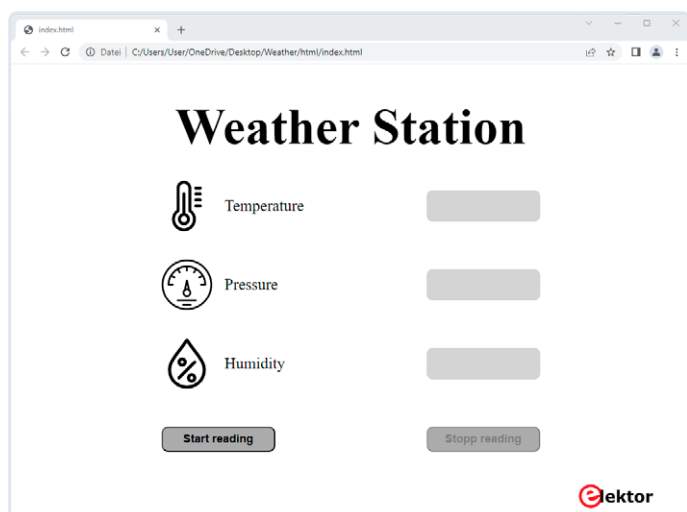 index.html
Datei C:/Users/User/OneDrive/Desktop/Weather/html/index.html
Weather Station
Temperature
Pressure
%
Humidity
Start reading Stopp reading
elektor